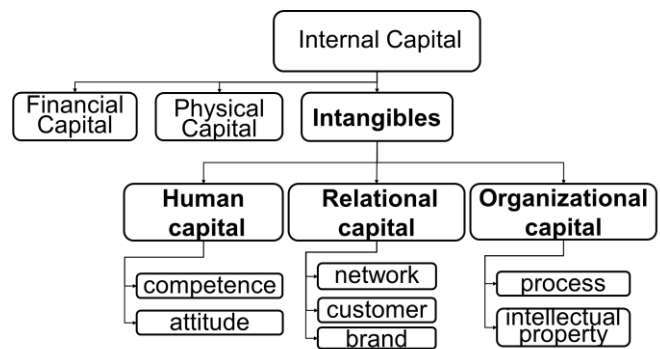 Internal Capital
Financial
Capital
Physical
Capital
Intangibles
Human
capital
Relational
capital
Organizational
capital
competence
attitude
network
customer
brand
process
intellectual
property